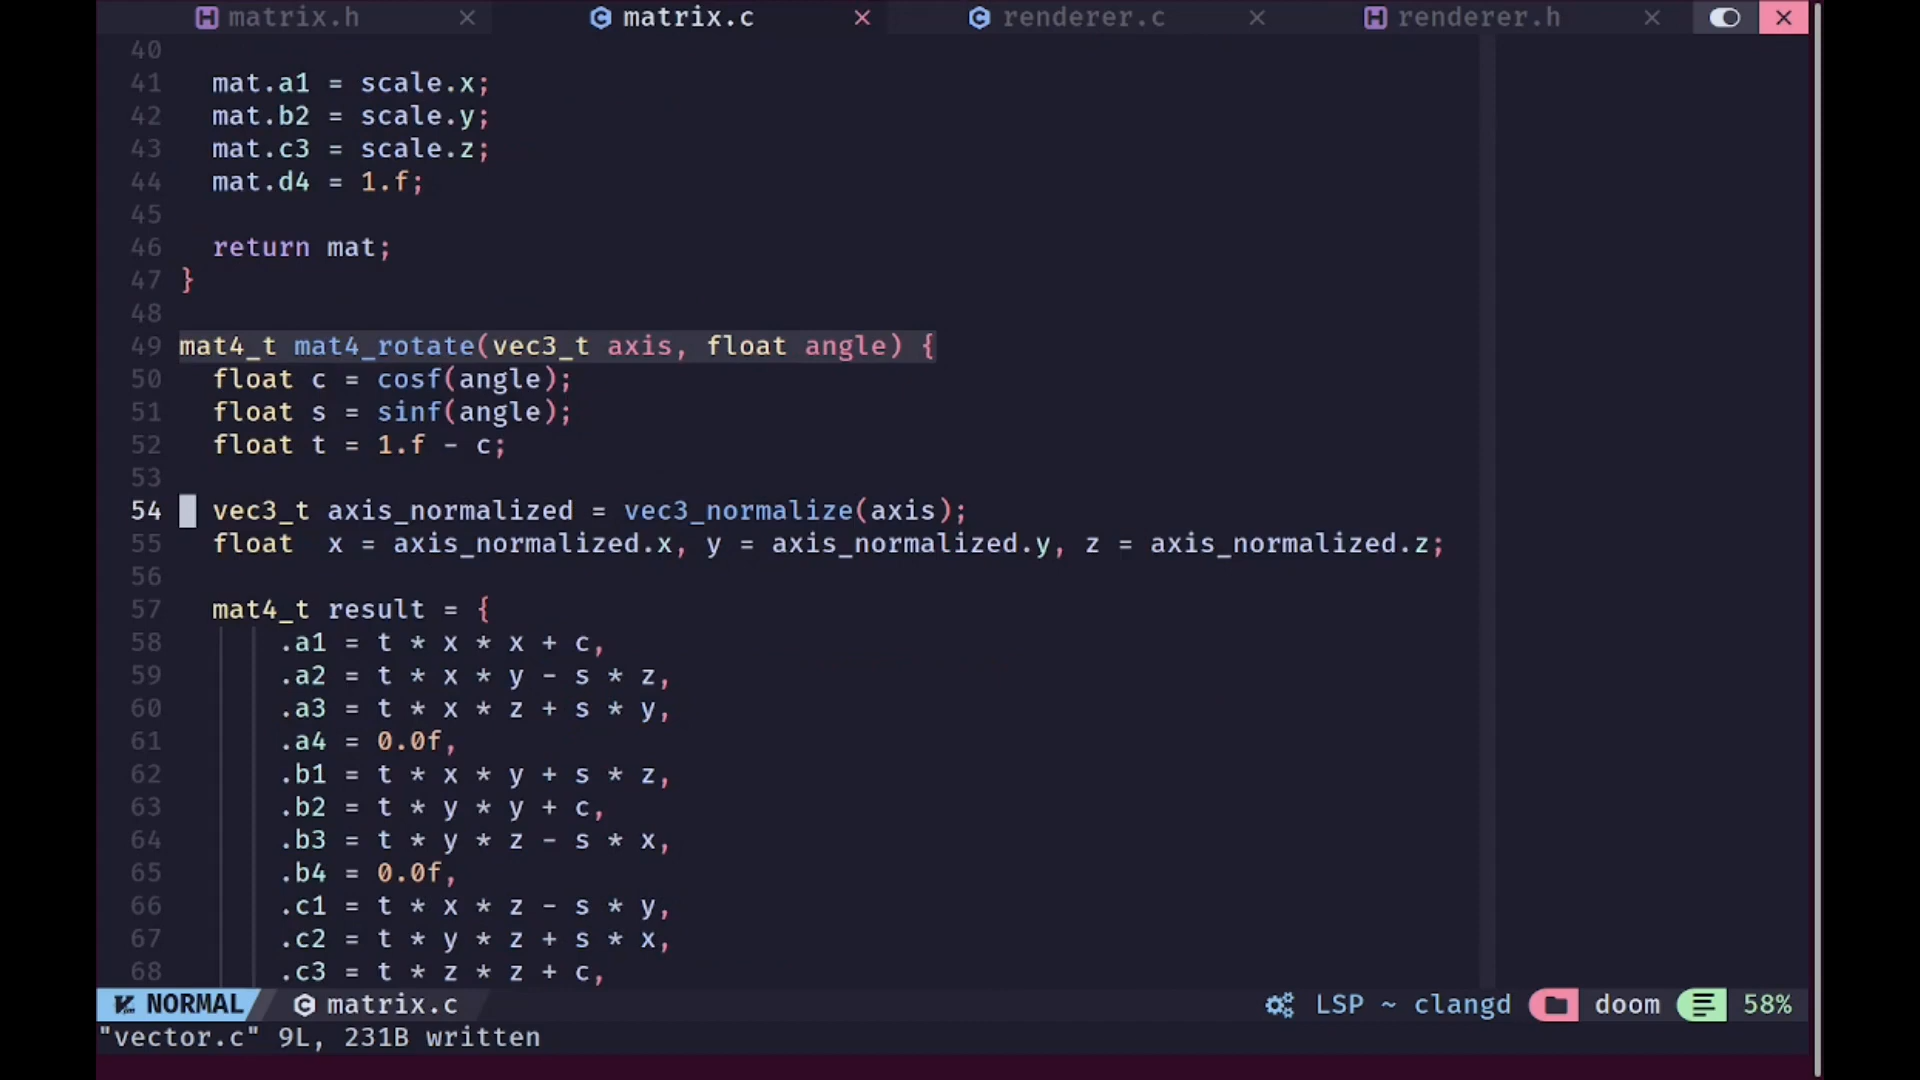 matrix.h matrix.c renderer.c renderer.h
40
41 mat.a1 = scale.x;
42 mat.b2 = scale.y;
43 mat.c3 = scale.z;
44 mat.d4 = 1.f;
45
46 return mat;
47 }
48
49 mat4_t mat4_rotate(vec3_t axis, float angle) {
50 float c = cosf(angle);
51 float s = sinf(angle);
52 float t = 1.f - c;
53
54 vec3_t axis_normalized = vec3_normalize(axis);
55 float x = axis_normalized.x, y = axis_normalized.y, z = axis_normalized.z;
56
57 mat4_t result = {
58 .a1 = t * x * x + c,
59 .a2 = t * x * y - s * z,
60 .a3 = t * x * z + s * y,
61 .a4 = 0.0f,
62 .b1 = t * x * y + s * z,
63 .b2 = t * y * y + c,
64 .b3 = t * y * z - s * x,
65 .b4 = 0.0f,
66 .c1 = t * x * z - s * y,
67 .c2 = t * y * z + s * x,
68 .c3 = t * z * z + c,
NORMAL matrix.c LSP ~ clangd doom 58%
"vector.c" 9L, 231B written